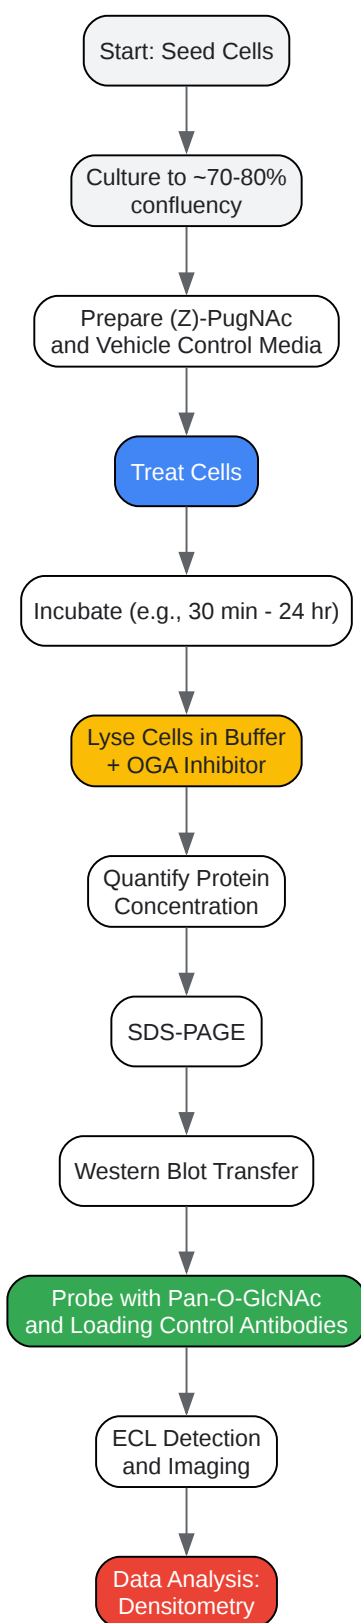 Start: Seed Cells
Culture to ~70-80%
confluency
Prepare (Z)-PugNAc
and Vehicle Control Media
Treat Cells
Incubate (e.g., 30 min - 24 hr)
Lyse Cells in Buffer
+ OGA Inhibitor
Quantify Protein
Concentration
SDS-PAGE
Western Blot Transfer
Probe with Pan-O-GlcNAc
and Loading Control Antibodies
ECL Detection
and Imaging
Data Analysis:
Densitometry